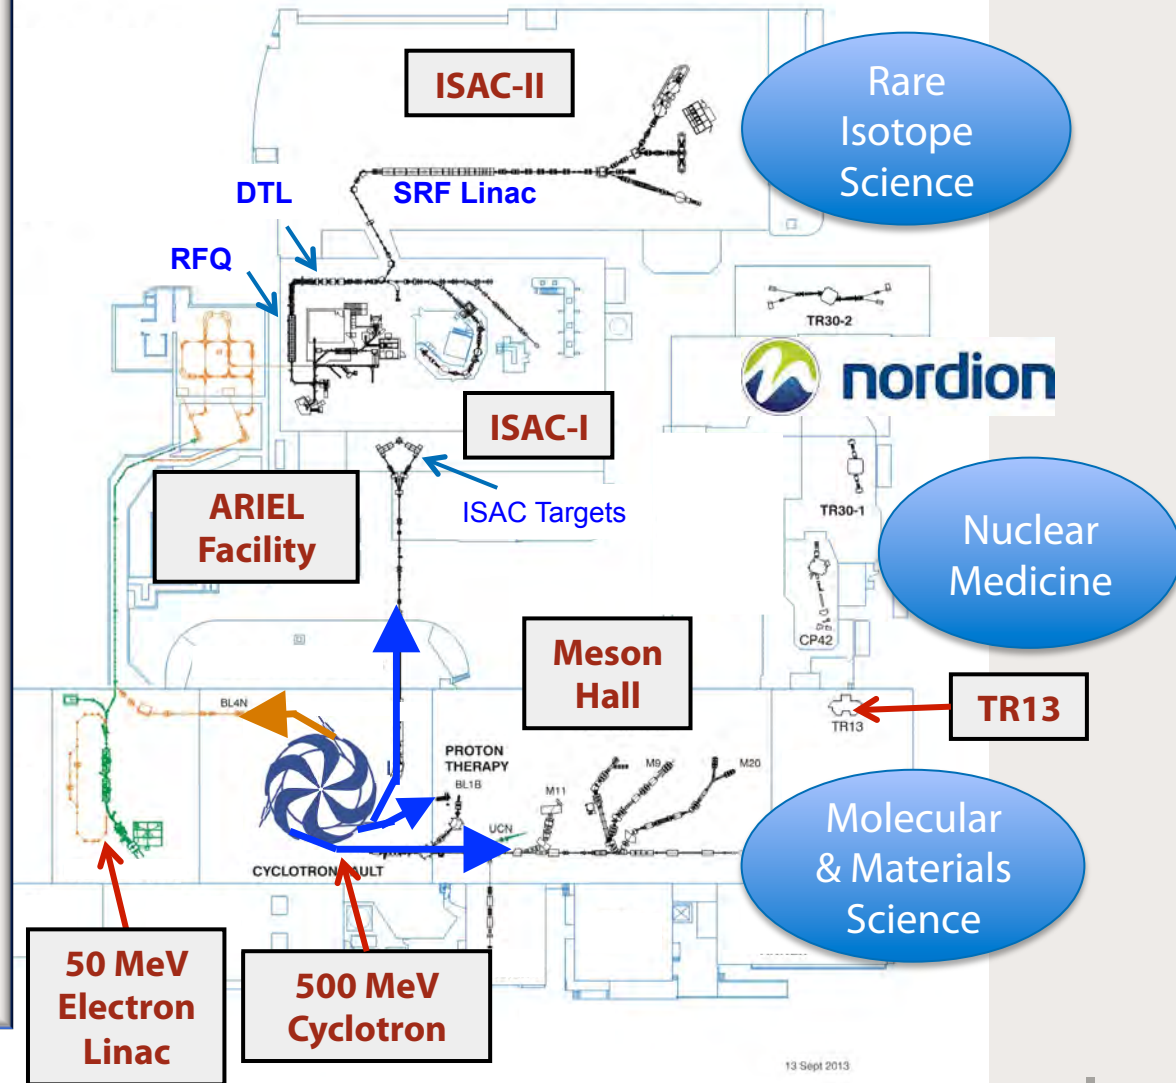 ISAC-II
Rare
Isotope
Science
DTL
SRF Linac
RFQ
TR30-2
nordion
ISAC-I
ARIEL
Facility
ISAC Targets
TR30-1
Nuclear
Medicine
CP42
Meson
Hall
BL4N
TR13
TR13
PROTON
THERAPY
BL1B
M11
M9
M20
UCN
CYCLOTRON VAULT
Molecular
& Materials
Science
50 MeV
Electron
Linac
500 MeV
Cyclotron
13 Sept 2013